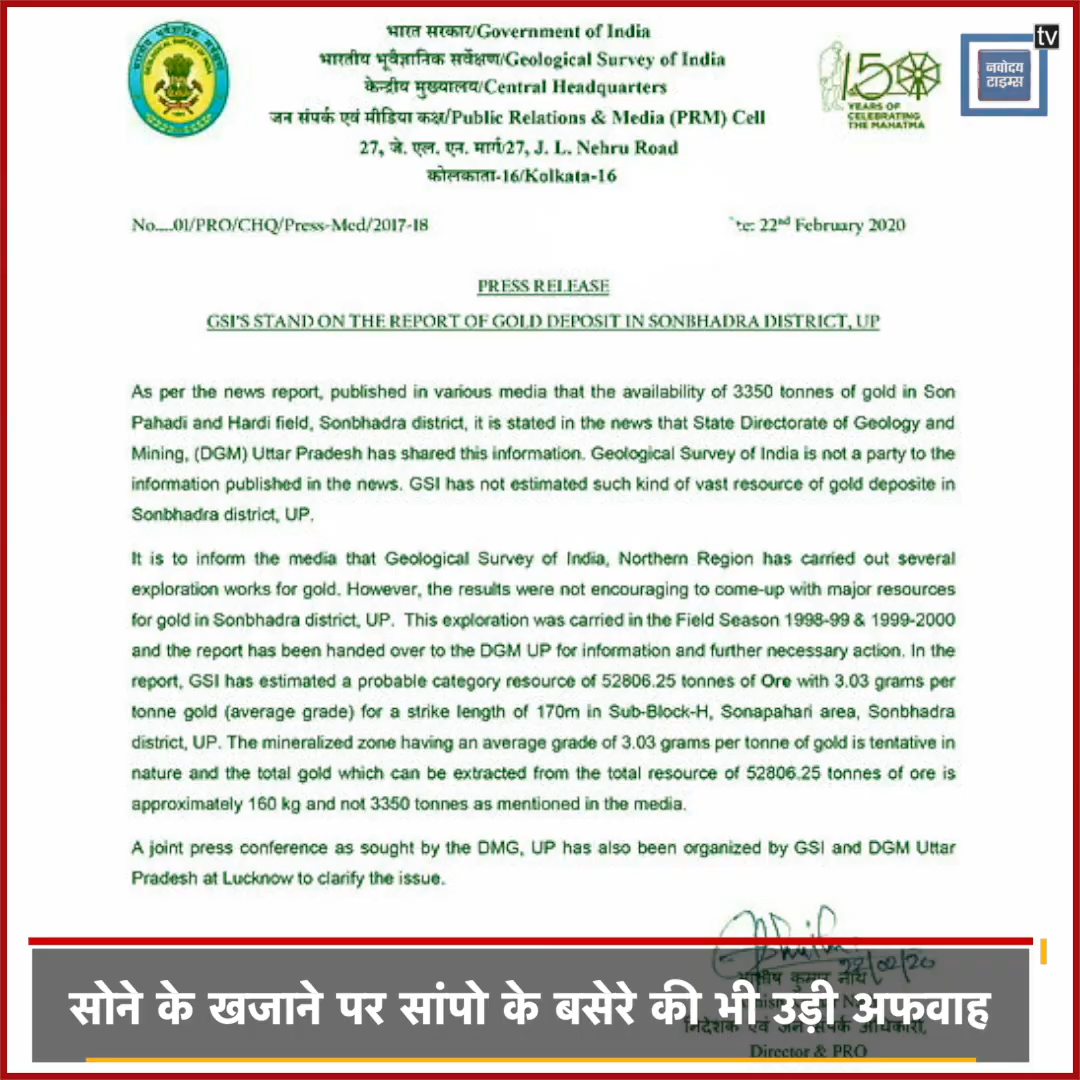 भारत सरकार/Government of India
भारतीय भूवैज्ञानिक सर्वेक्षण/Geological Survey of India
केन्द्रीय मुख्यालय/Central Headquarters
जन संपर्क एवं मीडिया कक्ष/Public Relations & Media (PRM) Cell
27, जे. एल. एन. मार्ग/27, J. L. Nehru Road
कोलकाता-16/Kolkata-16
150
YEARS OF
CELEBRATING
THE MAHATMA
tv
नवोदय
टाइम्स
No....01/PRO/CHQ/Press-Med/2017-18
22nd February 2020
PRESS RELEASE
GSI'S STAND ON THE REPORT OF GOLD DEPOSIT IN SONBHADRA DISTRICT, UP
As per the news report, published in various media that the availability of 3350 tonnes of gold in Son
Pahadi and Hardi field, Sonbhadra district, it is stated in the news that State Directorate of Geology and
Mining, (DGM) Uttar Pradesh has shared this information. Geological Survey of India is not a party to the
information published in the news. GSI has not estimated such kind of vast resource of gold deposite in
Sonbhadra district, UP.
It is to inform the media that Geological Survey of India, Northern Region has carried out several
exploration works for gold. However, the results were not encouraging to come-up with major resources
for gold in Sonbhadra district, UP. This exploration was carried in the Field Season 1998-99 & 1999-2000
and the report has been handed over to the DGM UP for information and further necessary action. In the
report, GSI has estimated a probable category resource of 52806.25 tonnes of Ore with 3.03 grams per
tonne gold (average grade) for a strike length of 170m in Sub-Block-H, Sonapahari area, Sonbhadra
district, UP. The mineralized zone having an average grade of 3.03 grams per tonne of gold is tentative in
nature and the total gold which can be extracted from the total resource of 52806.25 tonnes of ore is
approximately 160 kg and not 3350 tonnes as mentioned in the media.
A joint press conference as sought by the DMG, UP has also been organized by GSI and DGM Uttar
Pradesh at Lucknow to clarify the issue.
22/02/20
सोने के खजाने पर सांपो के बसेरे की भी उड़ी अफवाह
निदेशक एवं जन संपर्क अधिकारी,
Director & PRO